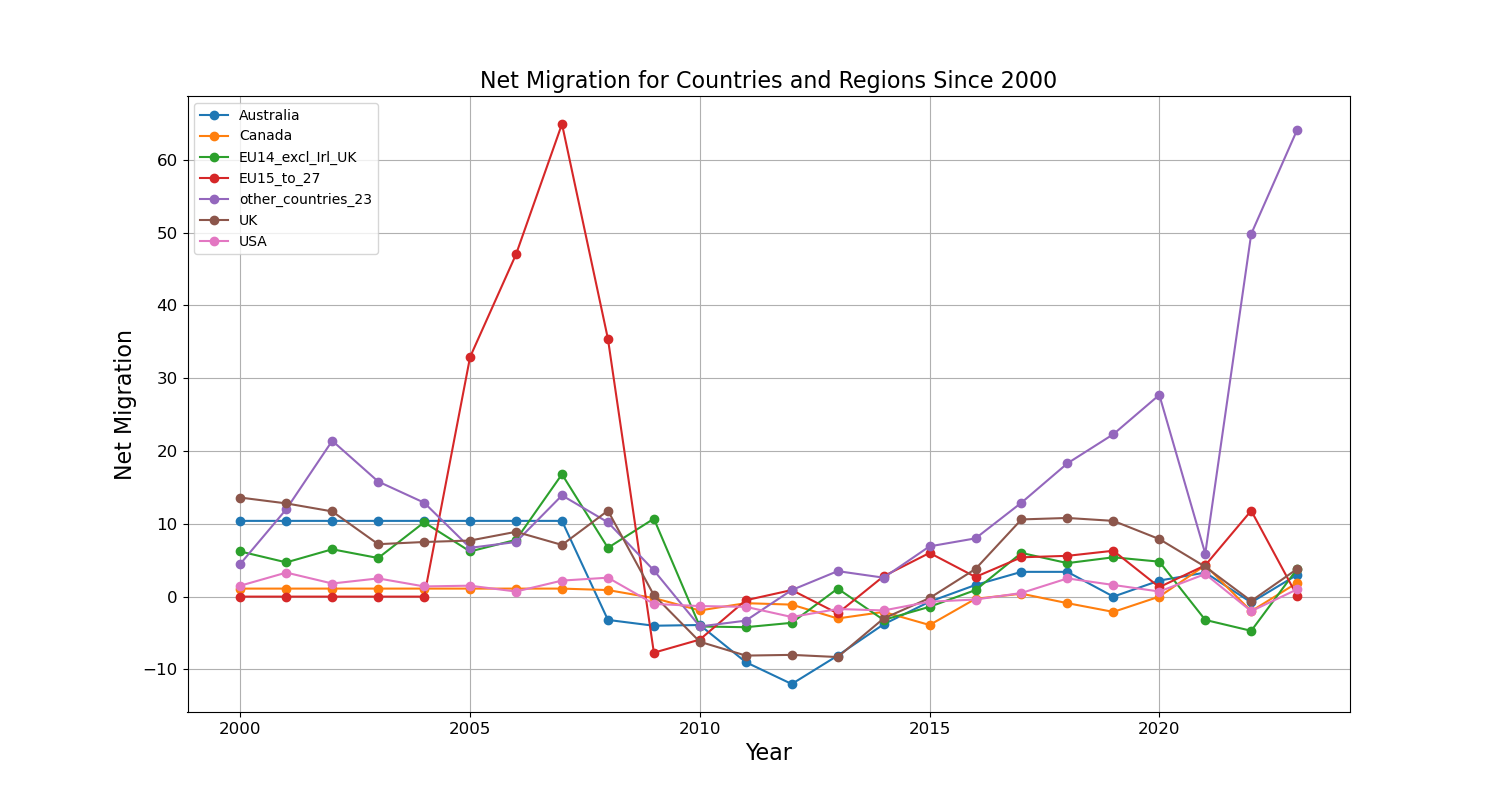 Net Migration for Countries and Regions Since 2000
Australia
Canada
EU14_excl_Irl_UK
EU15_to_27
other_countries_23
UK
USA
60
50
40
30
20
10
0
−10
Net Migration
2000 2005 2010 2015 2020
Year